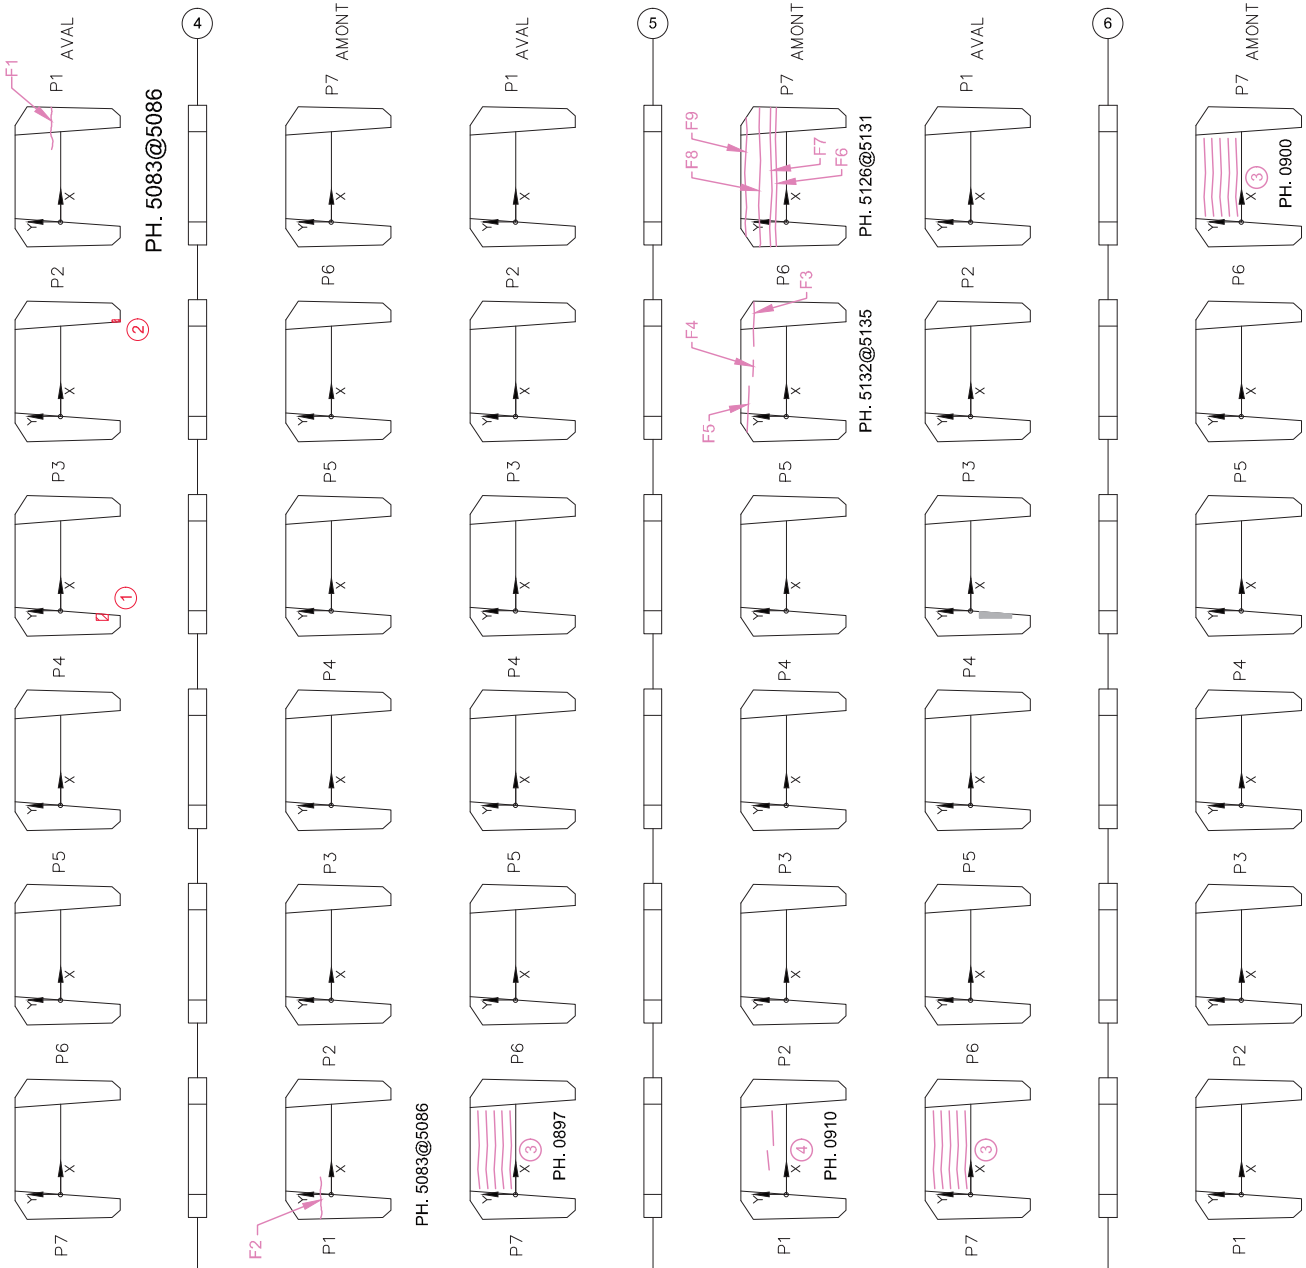 F1
P7 P6 P5 P4 P3 P2 P1 AVAL
Y Y Y Y Y Y
X X X X X X
1
2
PH. 5083@5086
4
F2
P1 P2 P3 P4 P5 P6 P7 AMONT
Y Y Y Y Y Y
X X X X X X
PH. 5083@5086
P7 P6 P5 P4 P3 P2 P1 AVAL
Y Y Y Y Y Y
X X X X X X
3
PH. 0897
5
F5
F4
F3
F8
F9
F7
F6
P1 P2 P3 P4 P5 P6 P7 AMONT
Y Y Y Y Y Y
X X X X X X
4
PH. 0910
PH. 5132@5135
PH. 5126@5131
P7 P6 P5 P4 P3 P2 P1 AVAL
Y Y Y Y Y Y
X X X X X X
3
6
P1 P2 P3 P4 P5 P6 P7 AMONT
Y Y Y Y Y Y
X X X X X X
3
PH. 0900